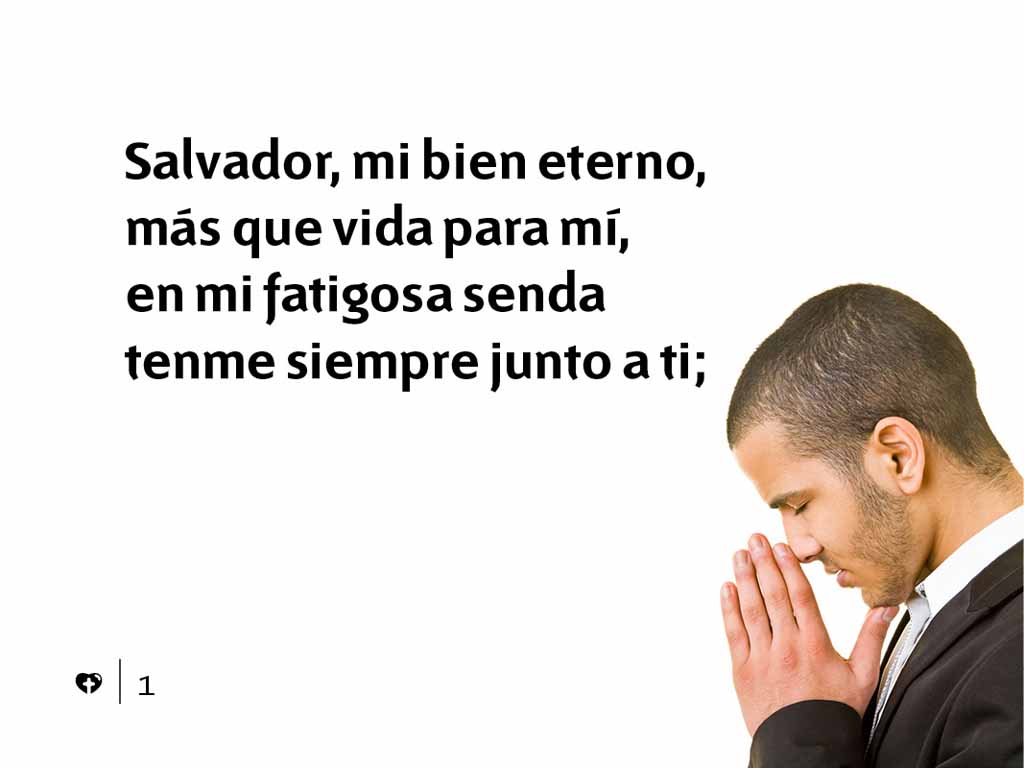 Salvador, mi bien eterno,
más que vida para mí,
en mi fatigosa senda
tenme siempre junto a ti;
1